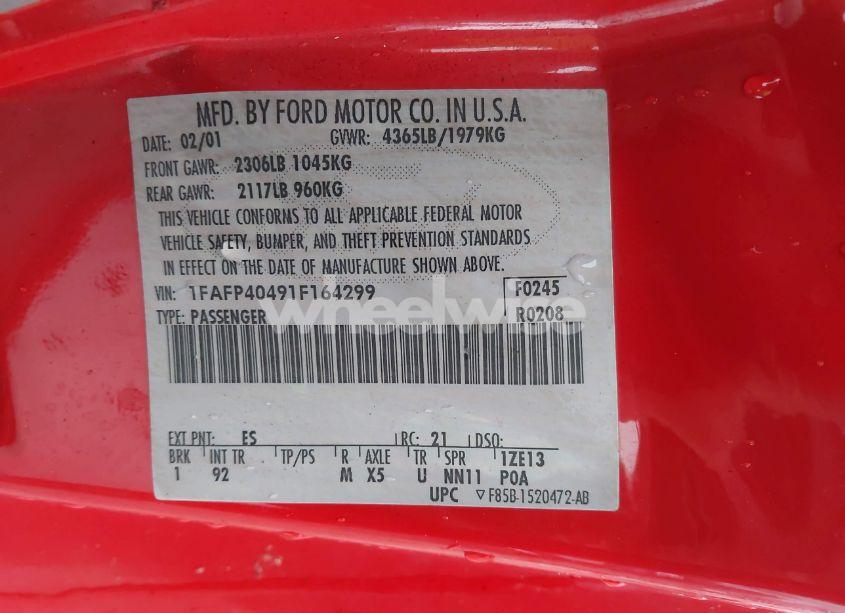 MFD. BY FORD MOTOR CO. IN U.S.A.
DATE: 02/01 GVWR: 4365LB/1979KG
FRONT GAWR: 2306LB 1045KG
REAR GAWR: 2117LB 960KG
THIS VEHICLE CONFORMS TO ALL APPLICABLE FEDERAL MOTOR
VEHICLE SAFETY, BUMPER, AND THEFT PREVENTION STANDARDS
IN EFFECT ON THE DATE OF MANUFACTURE SHOWN ABOVE.
VIN: 1FAFP40491F164299 F0245
TYPE: PASSENGER R0208
wheelwise
EXT PNT: ES RC: 21 DSO:
BRK INT TR TP/PS R AXLE TR SPR 1ZE13
1 92 M X5 U NN11 POA
UPC ▽F85B-1520472-AB